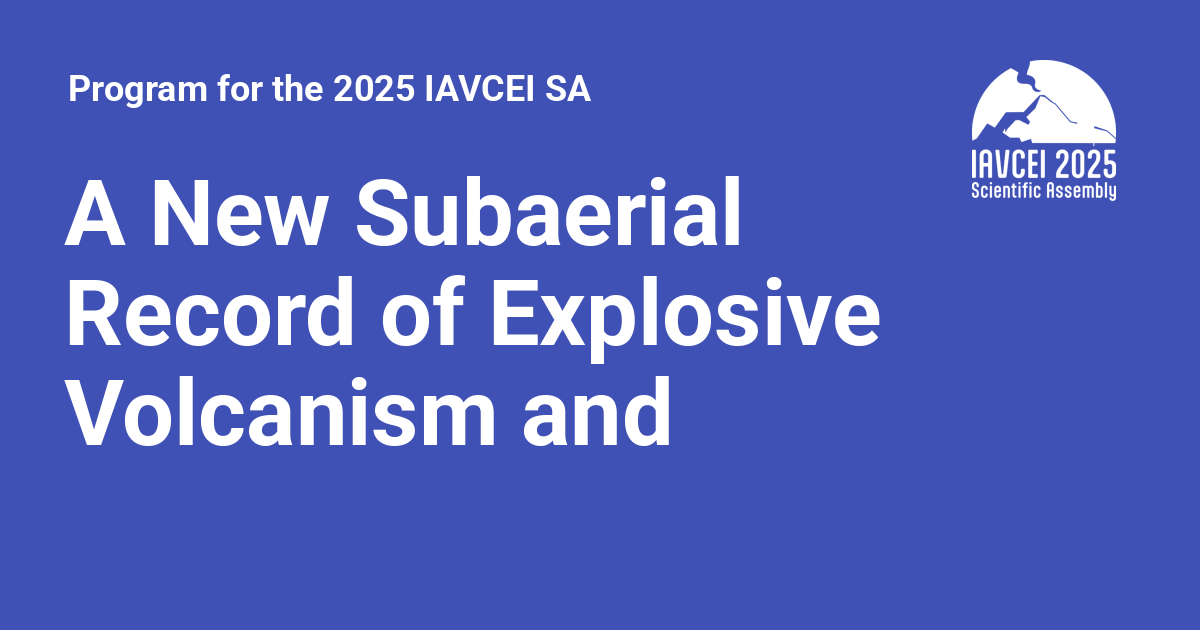 Program for the 2025 IAVCEI SA
IAVCEI 2025
Scientific Assembly
A New Subaerial
Record of Explosive
Volcanism and